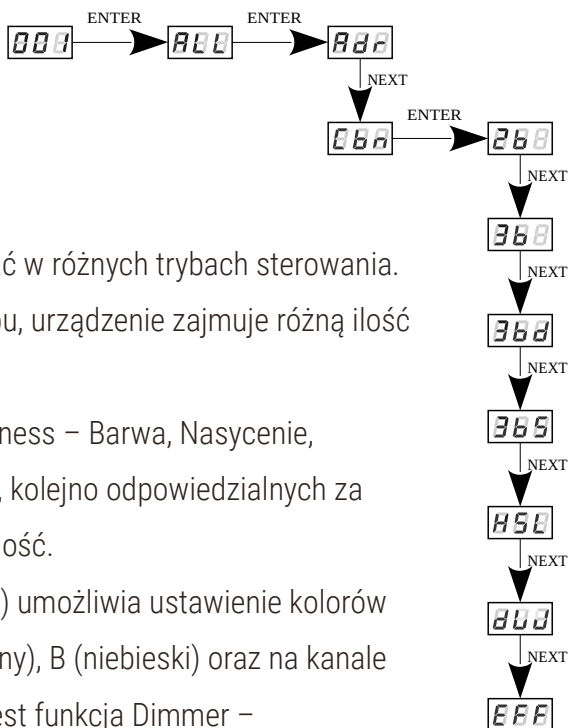 ENTER ENTER
001 ALL Adr
NEXT
ENTER
Cbn 2b
NEXT
3b
ć w różnych trybach sterowania.
NEXT
u, urządzenie zajmuje różną ilość
3bd
NEXT
3bS
ness – Barwa, Nasycenie,
NEXT
, kolejno odpowiedzialnych za
HSL
ość.
NEXT
) umożliwia ustawienie kolorów
dUJ
ny), B (niebieski) oraz na kanale
NEXT
est funkcja Dimmer –
EFF